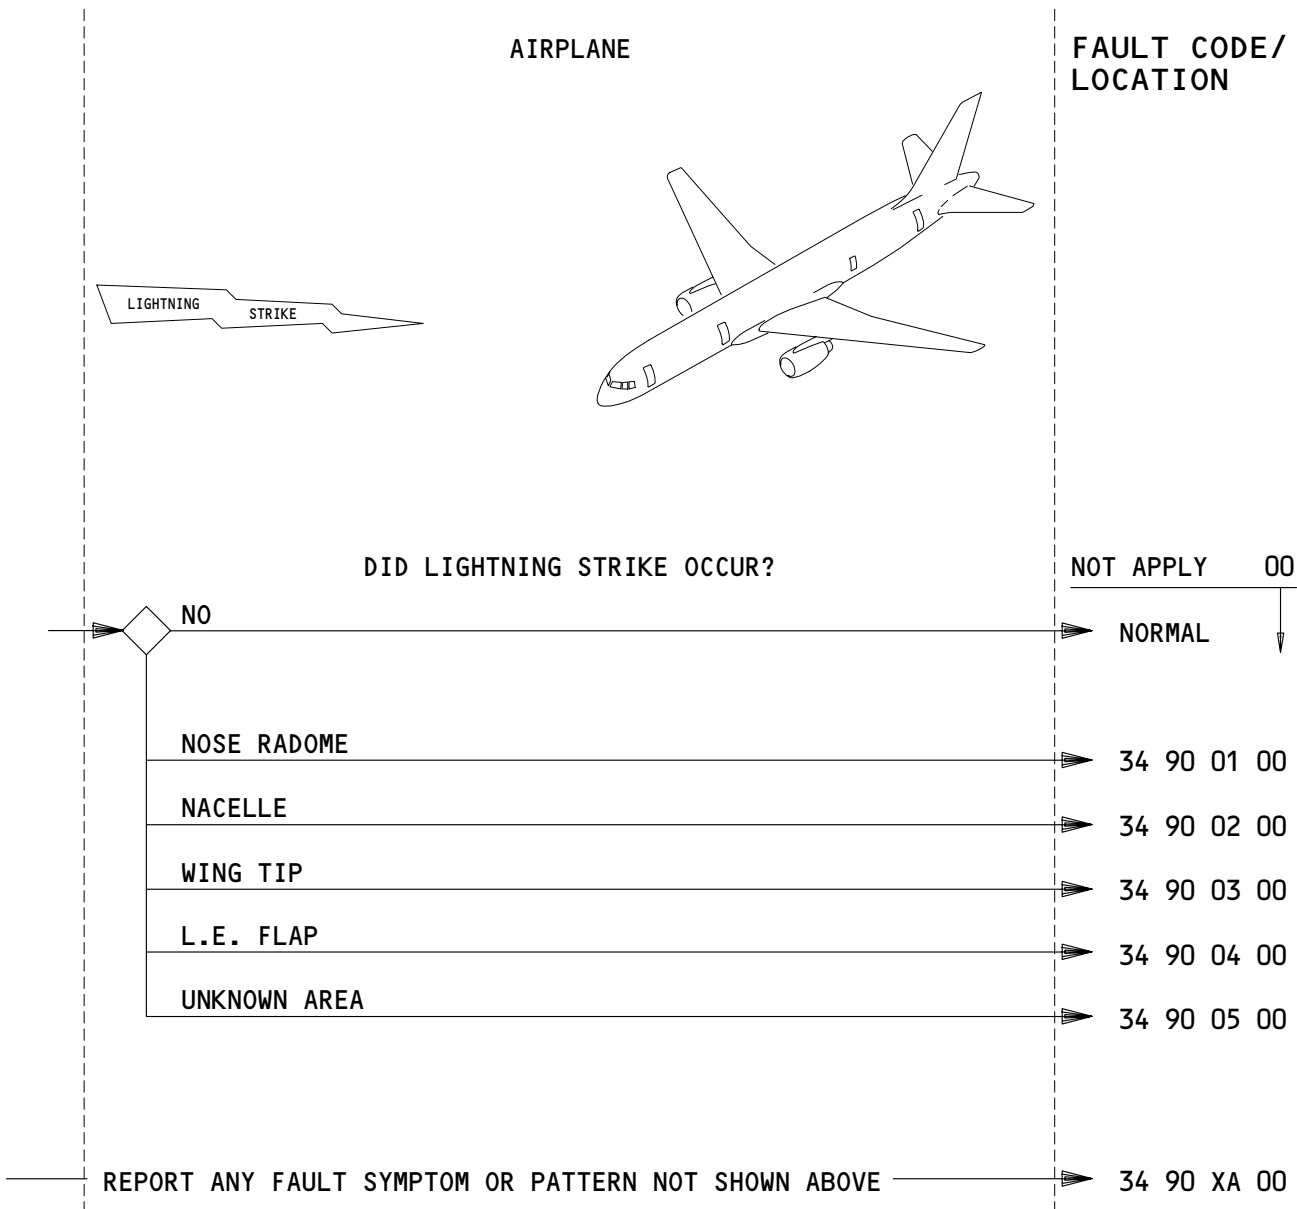 AIRPLANE
FAULT CODE/
LOCATION
LIGHTNING
STRIKE
DID LIGHTNING STRIKE OCCUR?
NOT APPLY 00
NO
NORMAL
NOSE RADOME
34 90 01 00
NACELLE
34 90 02 00
WING TIP
34 90 03 00
L.E. FLAP
34 90 04 00
UNKNOWN AREA
34 90 05 00
REPORT ANY FAULT SYMPTOM OR PATTERN NOT SHOWN ABOVE
34 90 XA 00